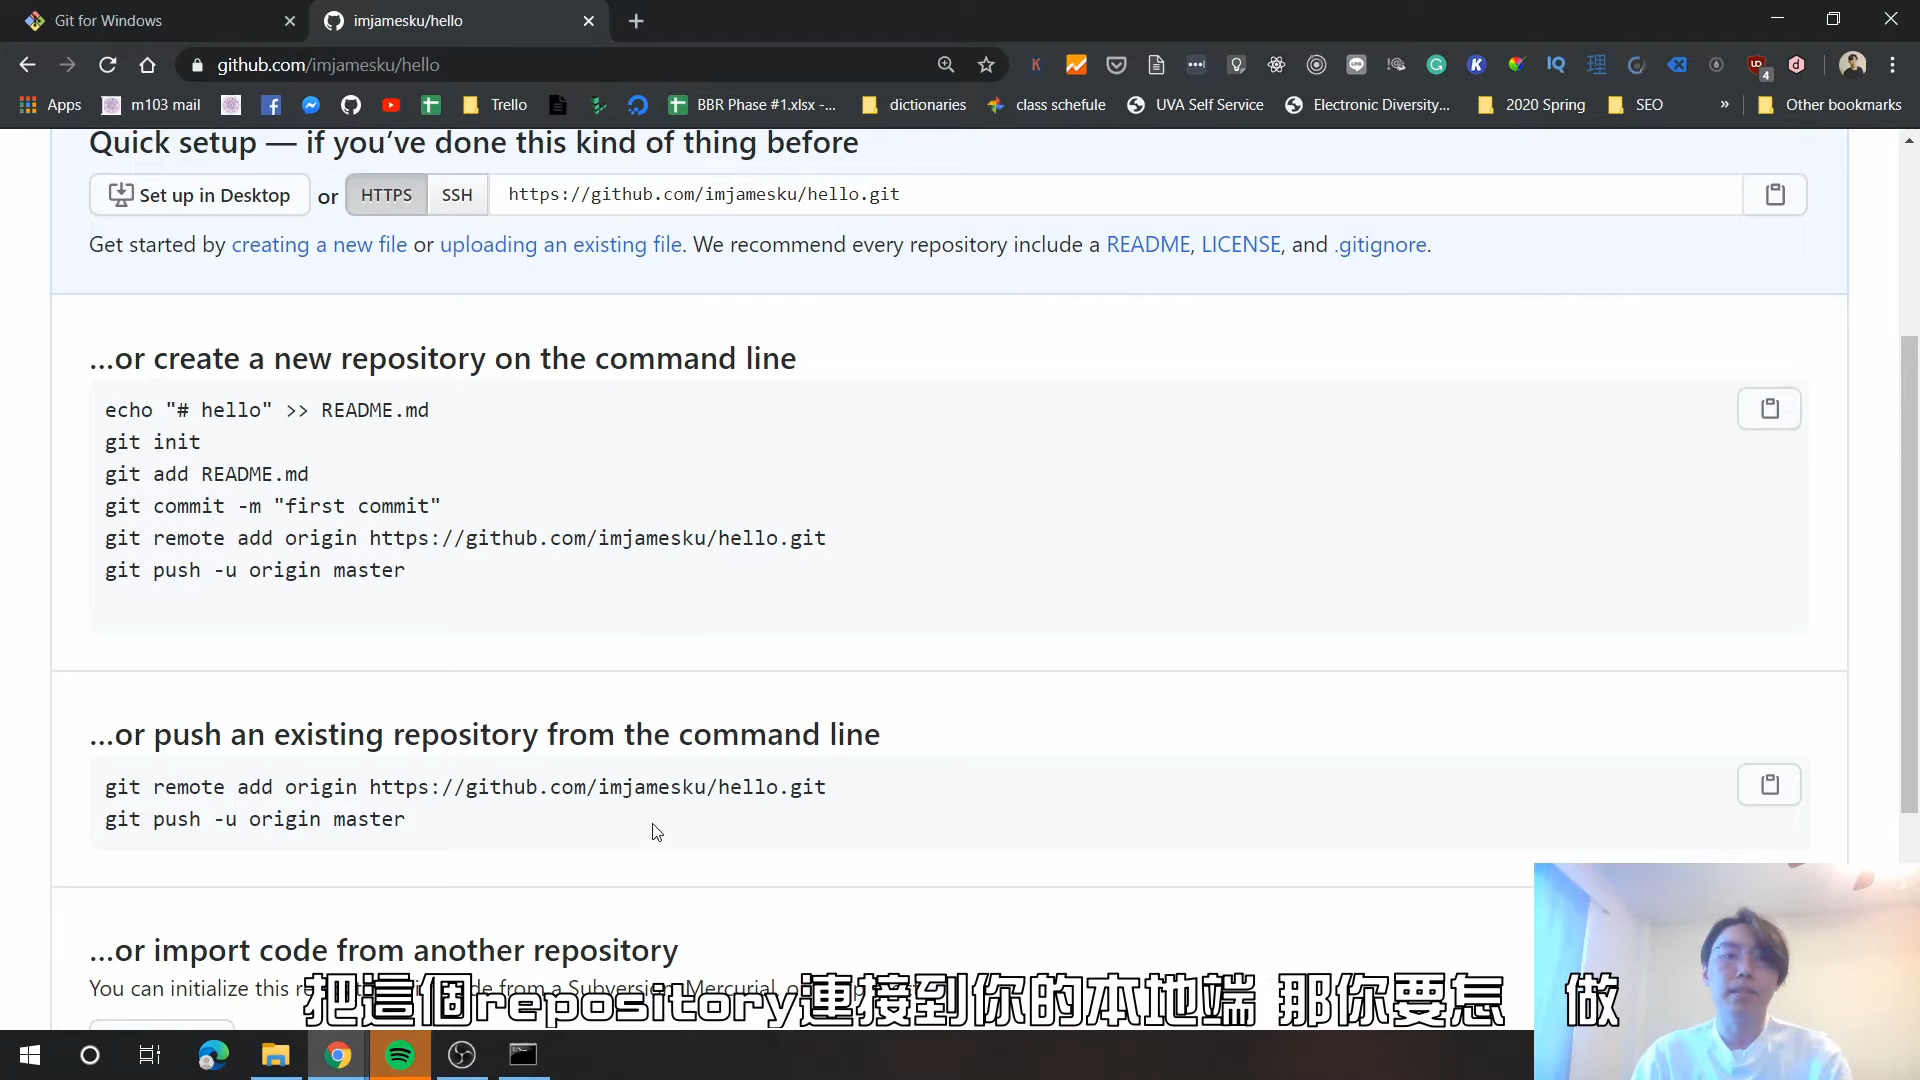 Git for Windows
imjamesku/hello
github.com/imjamesku/hello
Apps
m103 mail
Trello
BBR Phase #1.xlsx -...
dictionaries
class schefule
UVA Self Service
Electronic Diversity...
2020 Spring
SEO
»
Other bookmarks
Quick setup — if you’ve done this kind of thing before
Set up in Desktop or HTTPS SSH https://github.com/imjamesku/hello.git
Get started by creating a new file or uploading an existing file. We recommend every repository include a README, LICENSE, and .gitignore.
…or create a new repository on the command line
echo "# hello" >> README.md
git init
git add README.md
git commit -m "first commit"
git remote add origin https://github.com/imjamesku/hello.git
git push -u origin master
…or push an existing repository from the command line
git remote add origin https://github.com/imjamesku/hello.git
git push -u origin master
…or import code from another repository
You can initialize this code from a Subversion, Mercurial, or
把這個repository連接到你的本地端 那你要怎 做